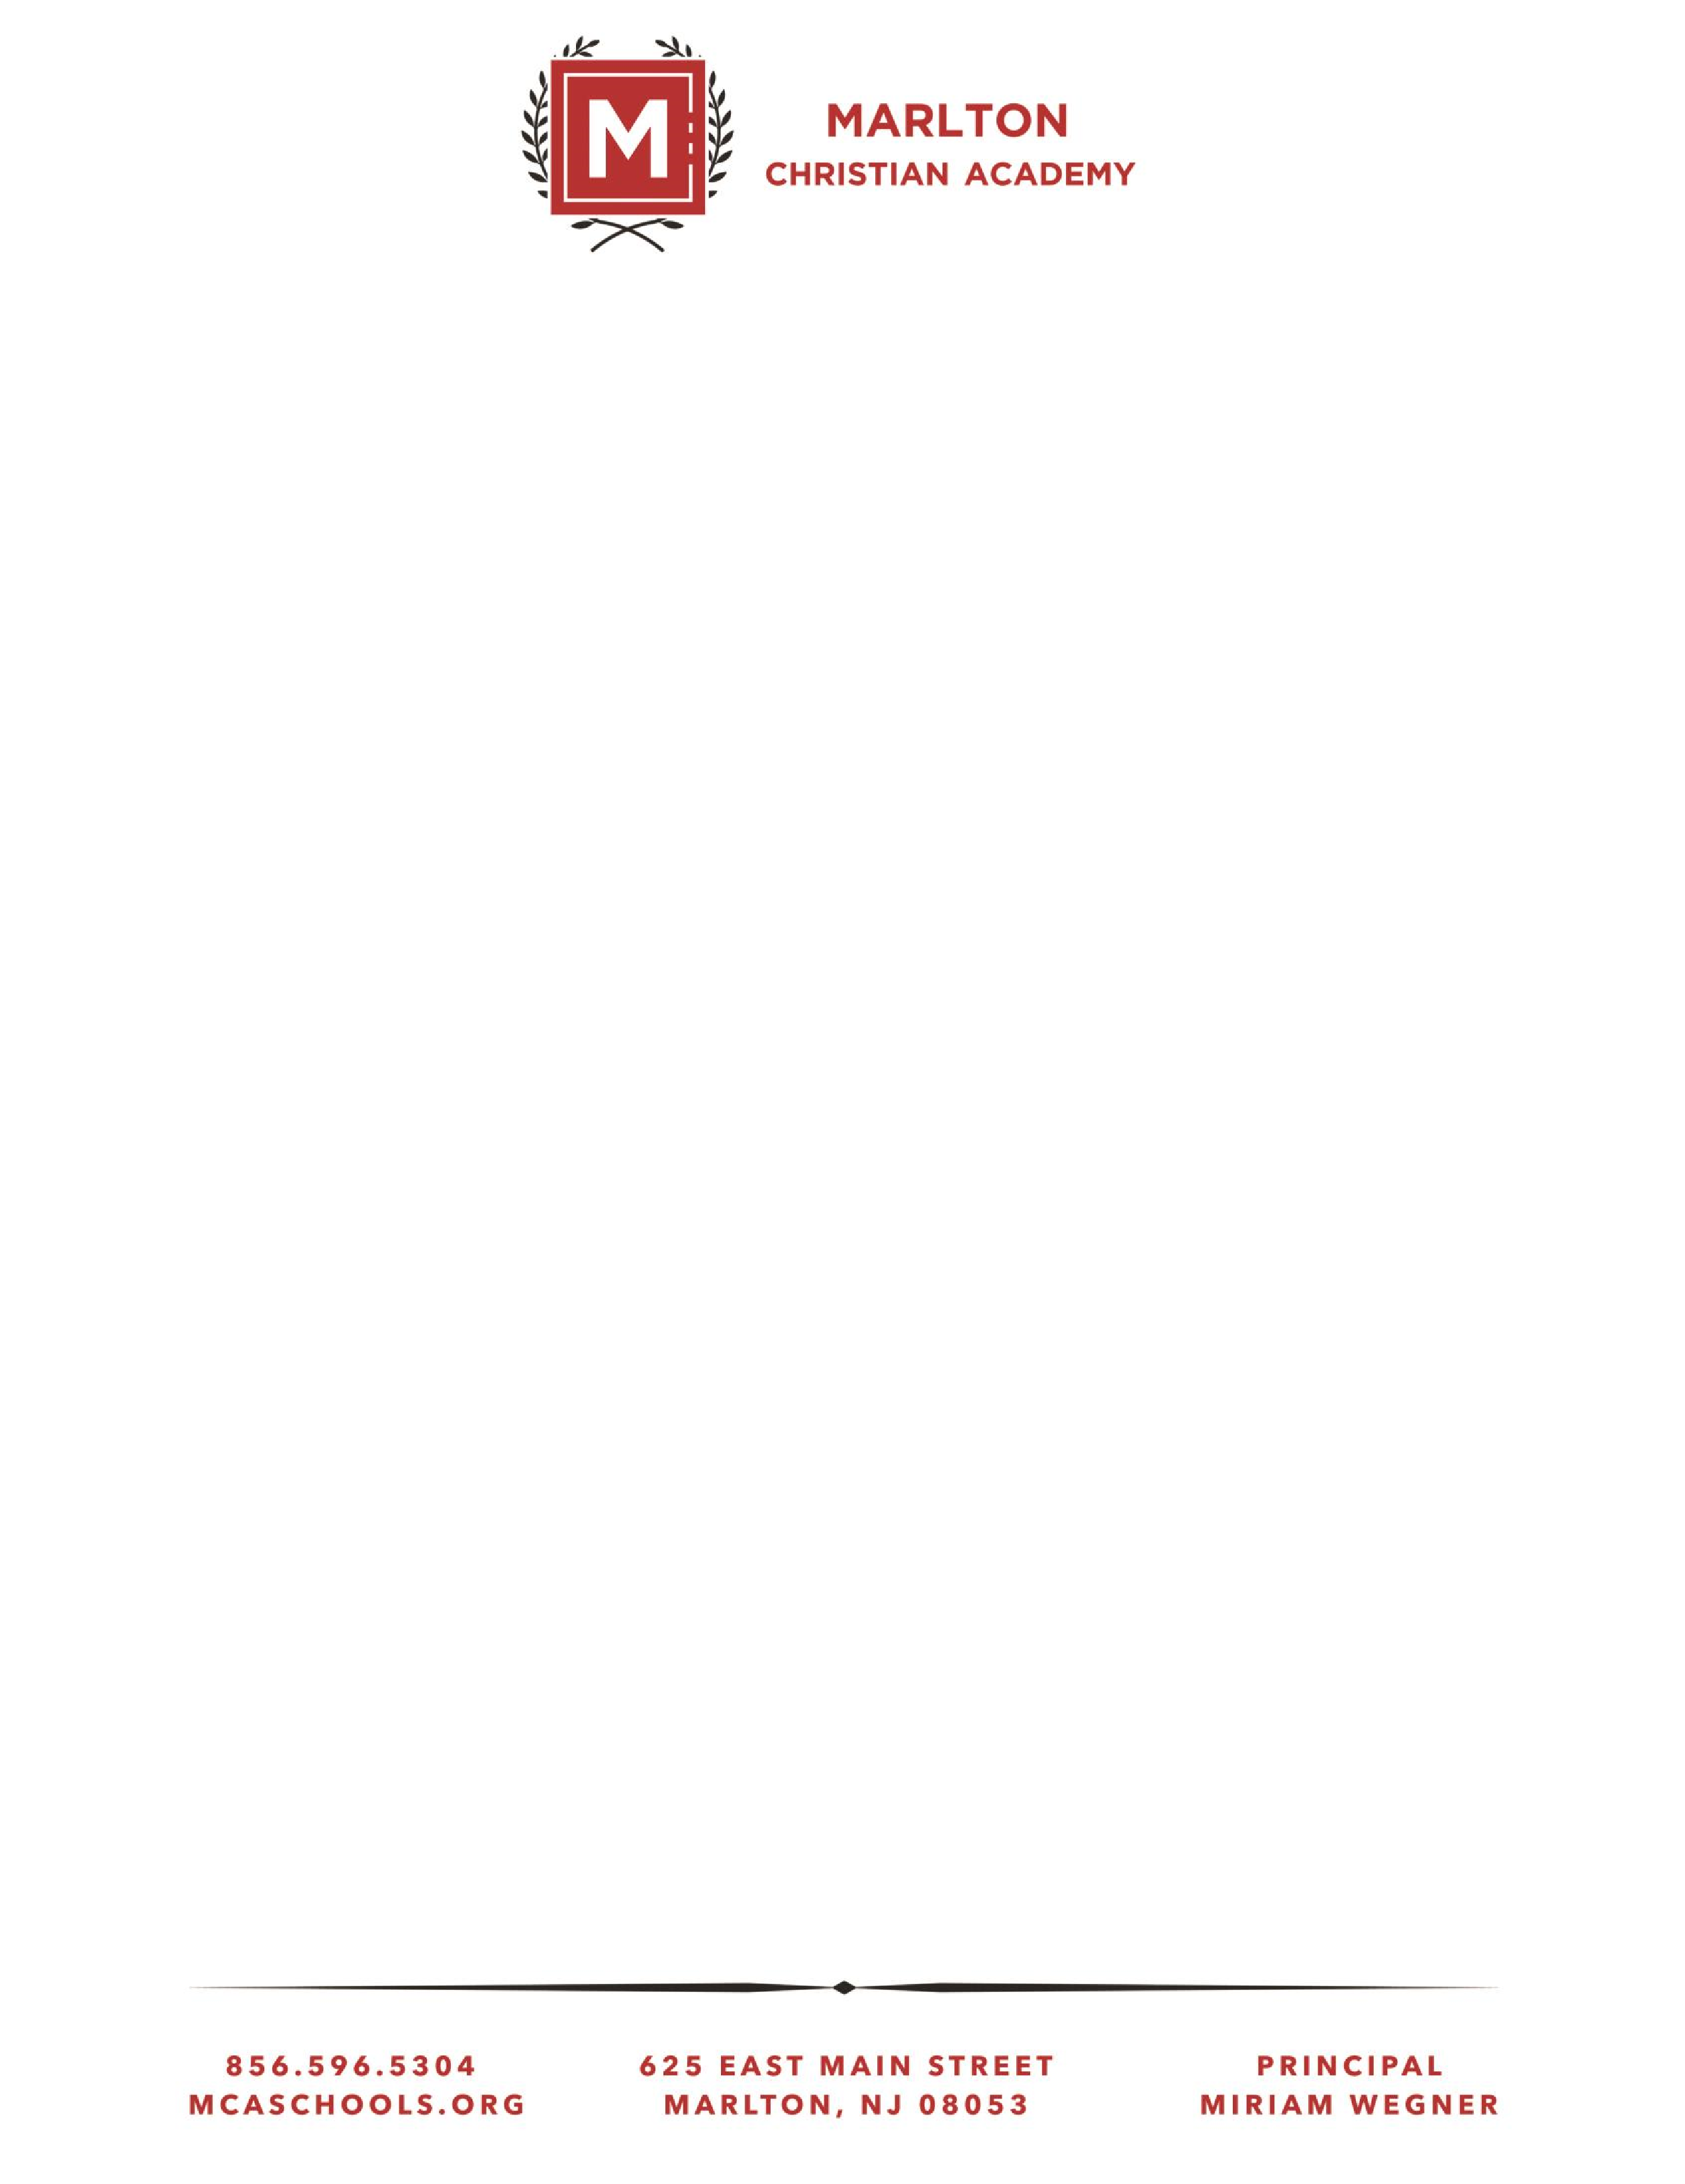 M
MARLTON
CHRISTIAN ACADEMY
856.596.5304
MCASCHOOLS.ORG
625 EAST MAIN STREET
MARLTON, NJ 08053
PRINCIPAL
MIRIAM WEGNER